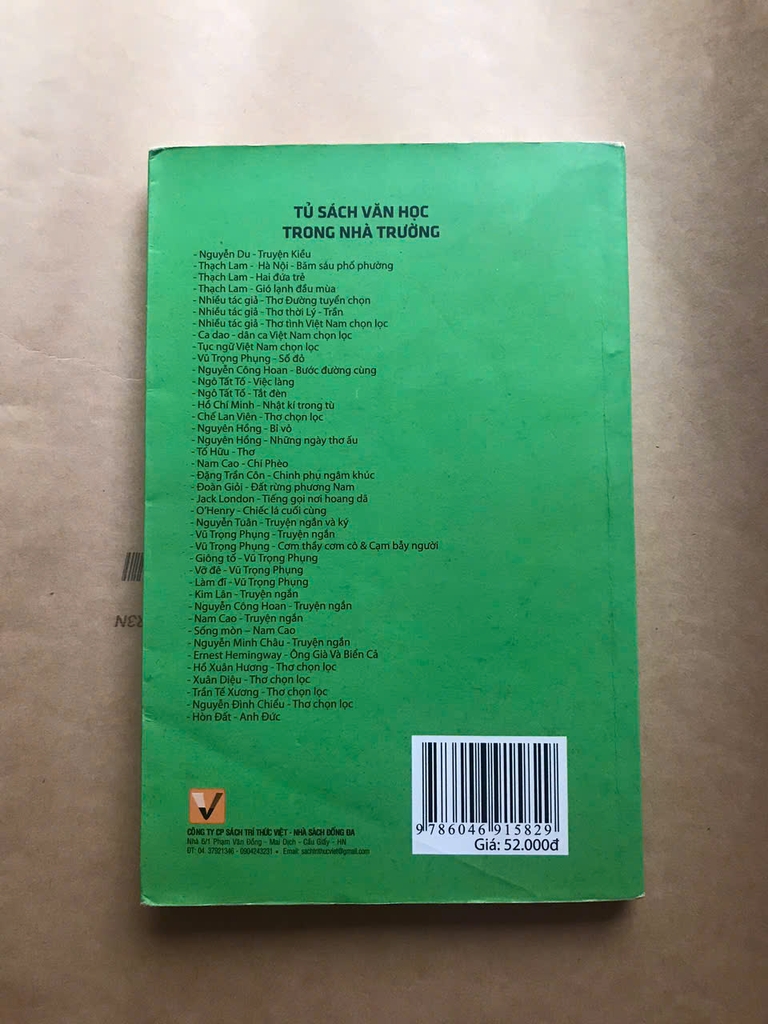 TỦ SÁCH VĂN HỌC
TRONG NHÀ TRƯỜNG
- Nguyễn Du - Truyện Kiều
- Thạch Lam - Hà Nội - Băm sáu phố phường
- Thạch Lam - Hai đứa trẻ
- Thạch Lam - Gió lạnh đầu mùa
- Nhiều tác giả - Thơ Đường tuyển chọn
- Nhiều tác giả - Thơ thời Lý - Trần
- Nhiều tác giả - Thơ tình Việt Nam chọn lọc
- Ca dao - dân ca Việt Nam chọn lọc
- Tục ngữ Việt Nam chọn lọc
- Vũ Trọng Phụng - Số đỏ
- Nguyễn Công Hoan - Bước đường cùng
- Ngô Tất Tố - Việc làng
- Ngô Tất Tố - Tắt đèn
- Hồ Chí Minh - Nhật kí trong tù
- Chế Lan Viên - Thơ chọn lọc
- Nguyên Hồng - Bỉ vỏ
- Nguyên Hồng - Những ngày thơ ấu
- Tố Hữu - Thơ
- Nam Cao - Chí Phèo
- Đặng Trần Côn - Chinh phụ ngâm khúc
- Đoàn Giỏi - Đất rừng phương Nam
- Jack London - Tiếng gọi nơi hoang dã
- O'Henry - Chiếc lá cuối cùng
- Nguyễn Tuân - Truyện ngắn và ký
- Vũ Trọng Phụng - Truyện ngắn
- Vũ Trọng Phụng - Cơm thầy cơm cô & Cạm bẫy người
- Giông tố - Vũ Trọng Phụng
- Vỡ đê - Vũ Trọng Phụng
- Làm đĩ - Vũ Trọng Phụng
- Kim Lân - Truyện ngắn
- Nguyễn Công Hoan - Truyện ngắn
- Nam Cao - Truyện ngắn
- Sống mòn – Nam Cao
- Nguyễn Minh Châu - Truyện ngắn
- Ernest Hemingway - Ông Già Và Biển Cả
- Hồ Xuân Hương - Thơ chọn lọc
- Xuân Diệu - Thơ chọn lọc
- Trần Tế Xương - Thơ chọn lọc
- Nguyễn Đình Chiểu - Thơ chọn lọc
- Hòn Đất - Anh Đức
CÔNG TY CP SÁCH TRÍ THỨC VIỆT - NHÀ SÁCH ĐỐNG ĐA
Nhà 6/1 Phạm Văn Đồng - Mai Dịch - Cầu Giấy - HN
ĐT: 04. 37921346 - 0904243231 • Email: sachtrithucviet@gmail.com
9 786046 915829
Giá: 52.000đ